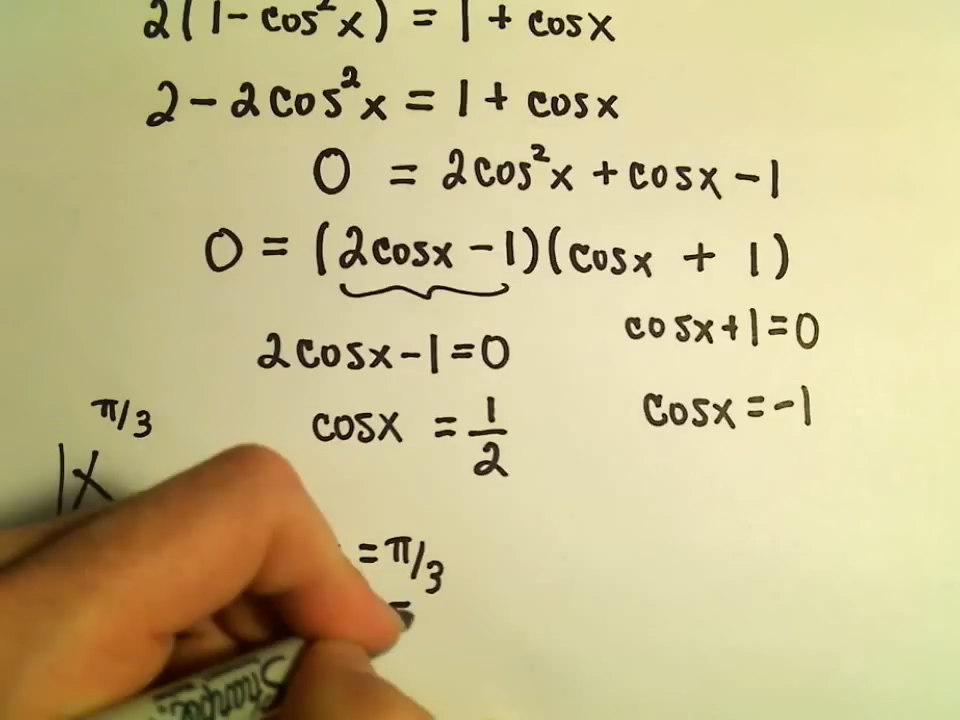 2(1-cos²x) = 1 + cosx
2 - 2cos²x = 1 + cosx
0 = 2cos²x + cosx - 1
0 = (2cosx - 1)(cosx + 1)
2cosx - 1 = 0
cosx = 1/2
cosx + 1 = 0
cosx = -1
π/3
= π/3
Sharpie